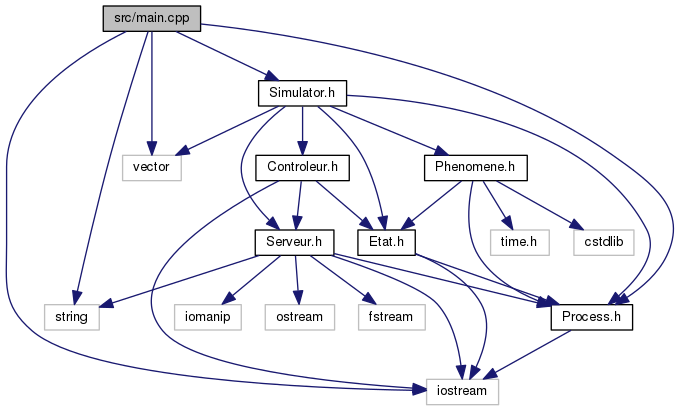 src/main.cpp
Simulator.h
vector
Controleur.h
Phenomene.h
Serveur.h
Etat.h
time.h
cstdlib
string
iomanip
ostream
fstream
Process.h
iostream